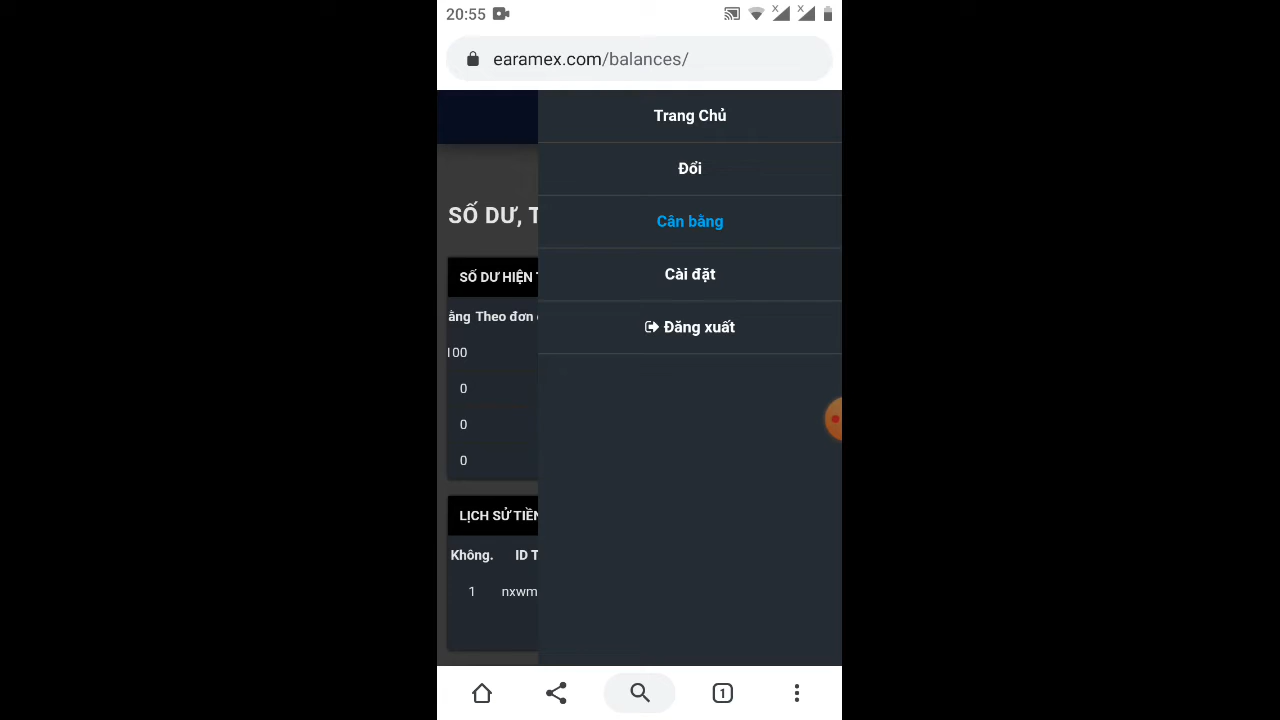 20:55
earamex.com/balances/
Trang Chủ
Đổi
SỐ DƯ, T
Cân bằng
SỐ DƯ HIỆN T
Cài đặt
ằng Theo đơn
Đăng xuất
100
0
0
0
LỊCH SỬ TIỀN
Không. ID T
1 nxwm
1